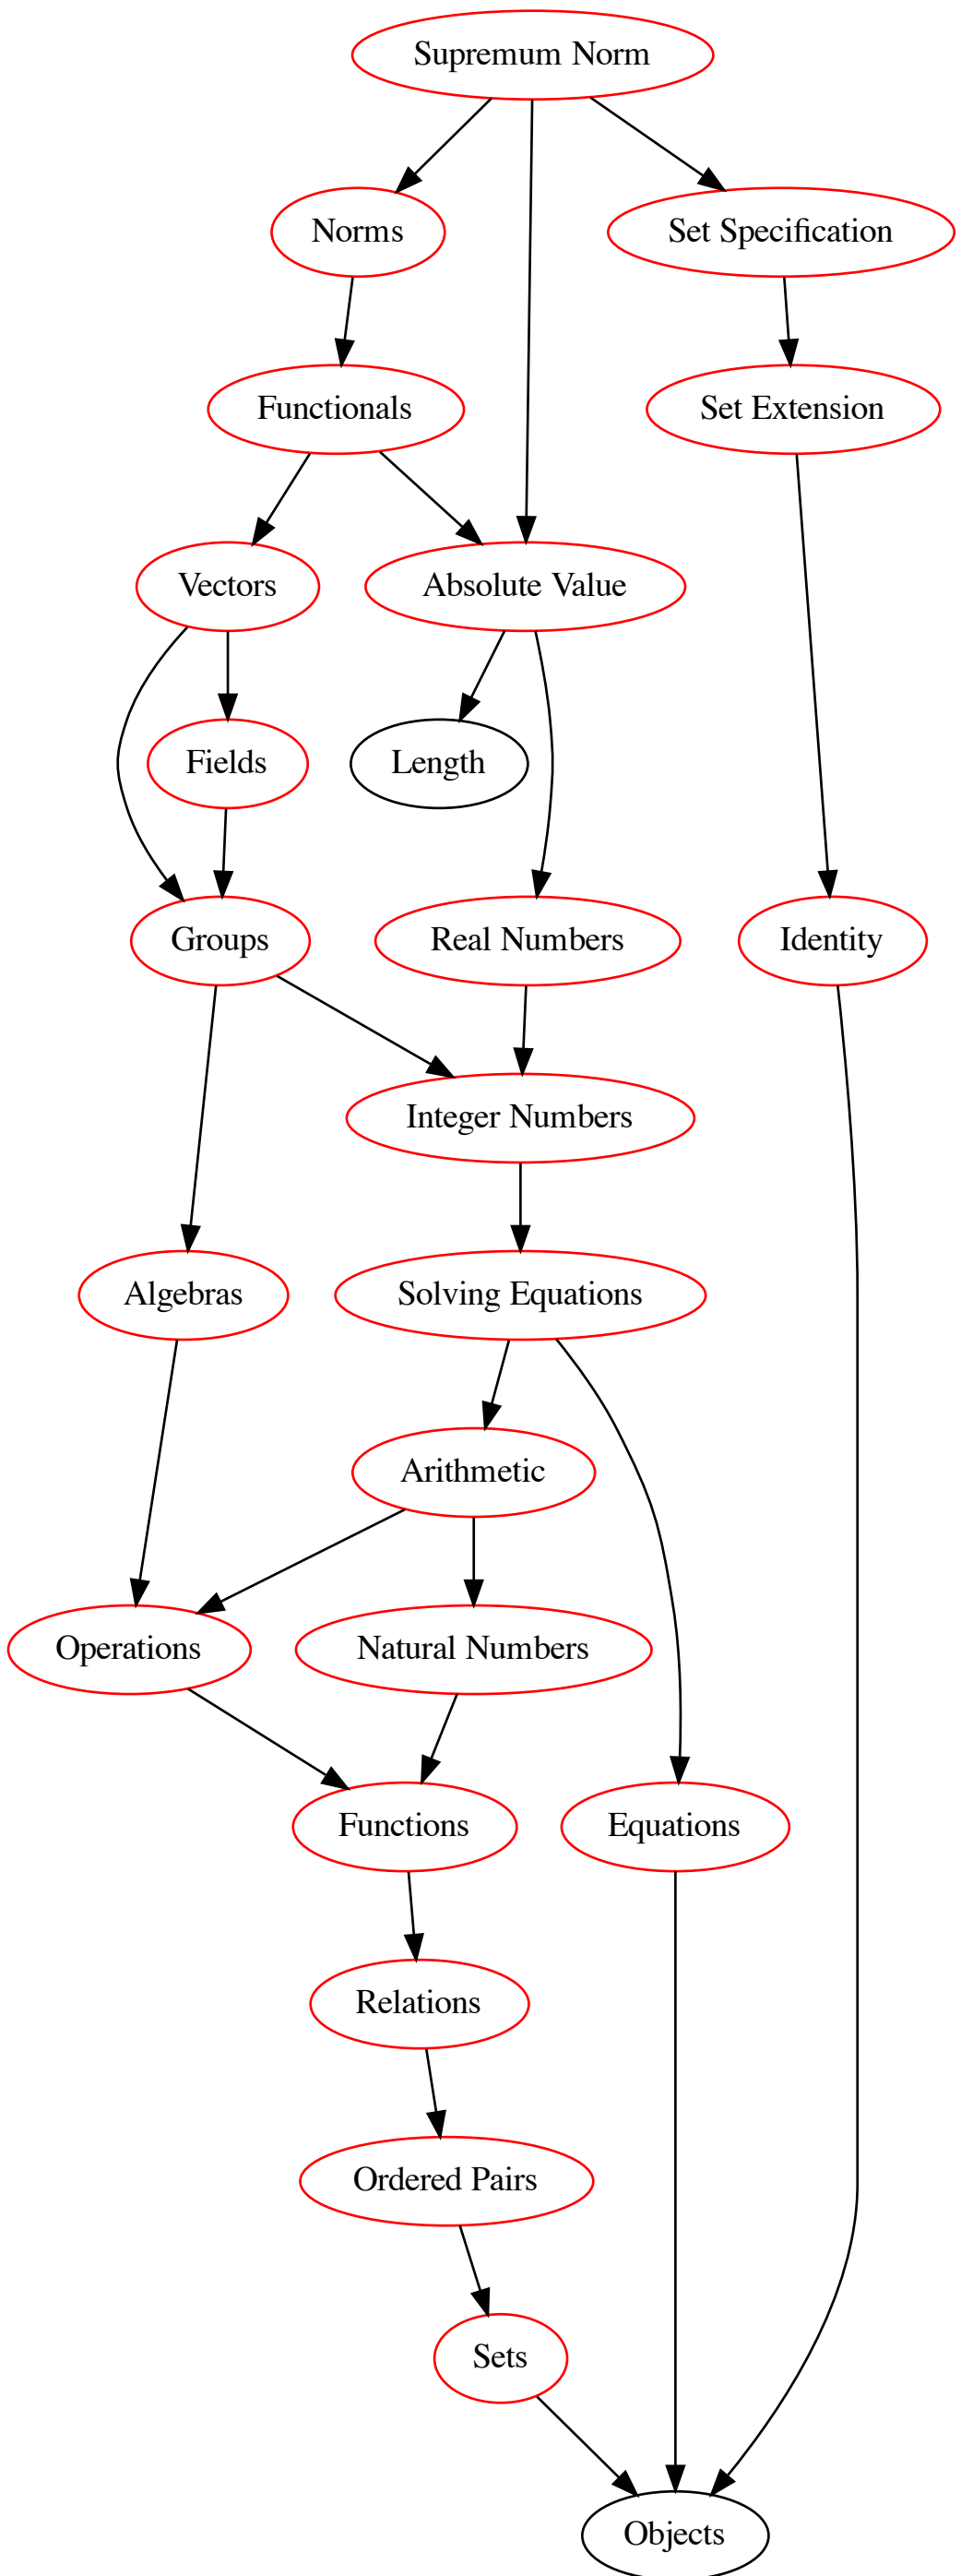 Supremum Norm
Norms
Set Specification
Functionals
Set Extension
Vectors
Absolute Value
Fields
Length
Groups
Real Numbers
Identity
Integer Numbers
Algebras
Solving Equations
Arithmetic
Operations
Natural Numbers
Functions
Equations
Relations
Ordered Pairs
Sets
Objects